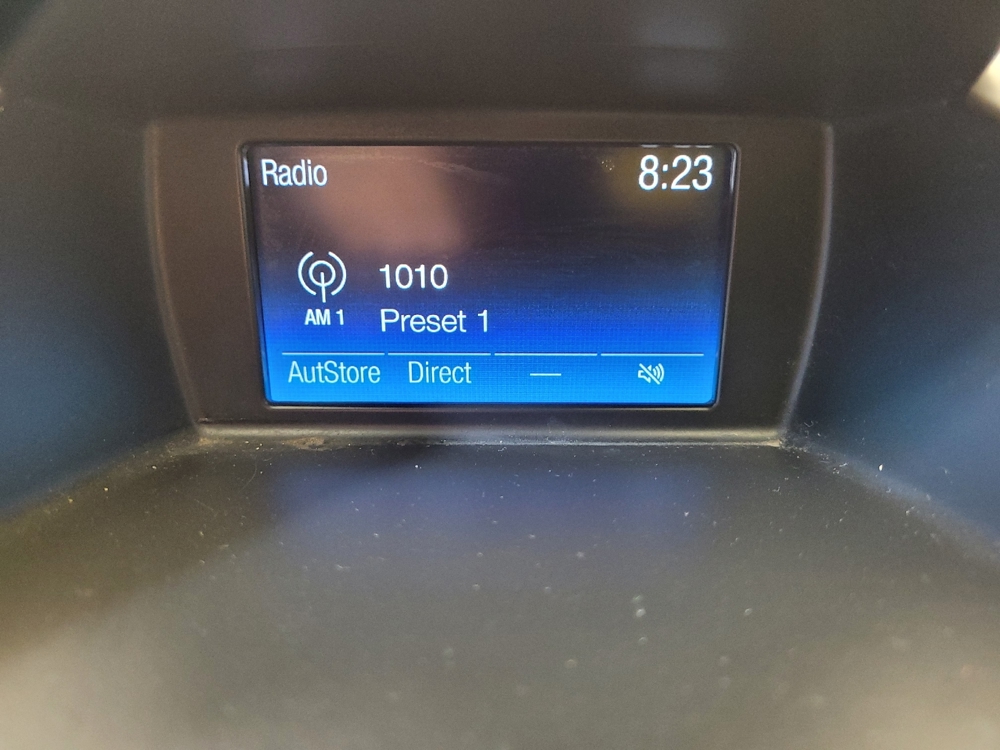 Radio 8:23
1010
AM 1 Preset 1
AutStore Direct —